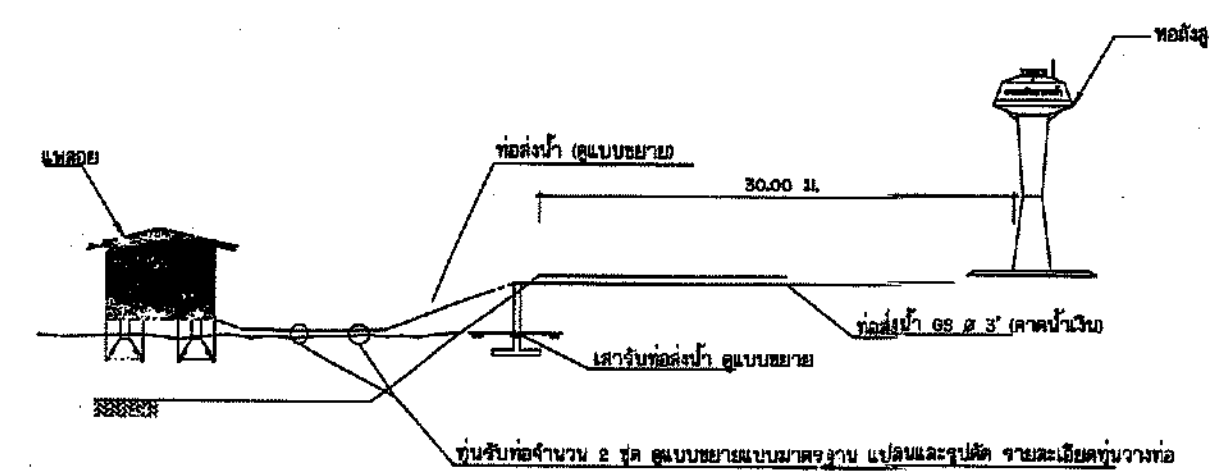 หอถังสู
แพลอย
ท่อส่งน้ำ (ดูแบบขยาย)
30.00 ม.
ท่อส่งน้ำ GS Ø 3" (คาดน้ำเงิน)
เสารับท่อส่งน้ำ ดูแบบขยาย
ทุ่นรับท่อจำนวน 2 ชุด ดูแบบขยายแบบมาตรฐาน แปลนและรูปตัด รายละเอียดทุ่นวางท่อ